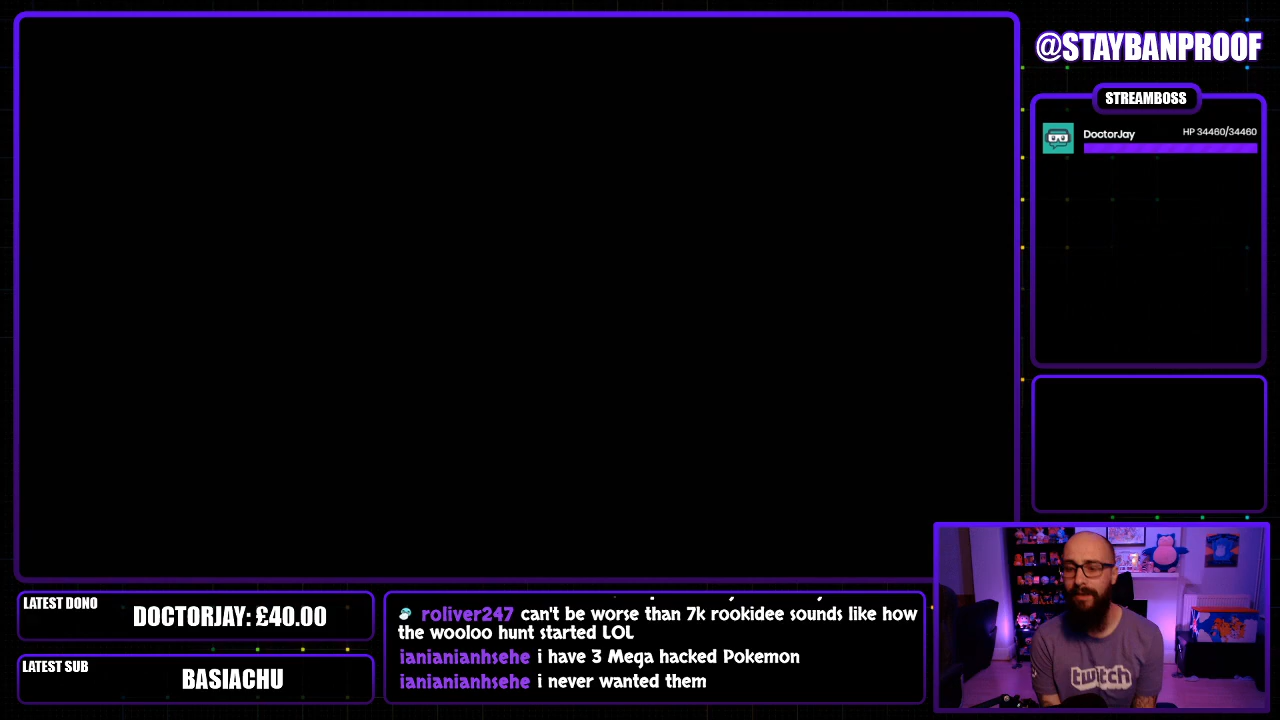 @STAYBANPROOF
STREAMBOSS
DoctorJay HP 34460/34460
LATEST DONO
DOCTORJAY: £40.00
LATEST SUB
BASIACHU
roliver247 can't be worse than 7k rookidee sounds like how
the wooloo hunt started LOL
ianianianhsehe i have 3 Mega hacked Pokemon
ianianianhsehe i never wanted them
twitch